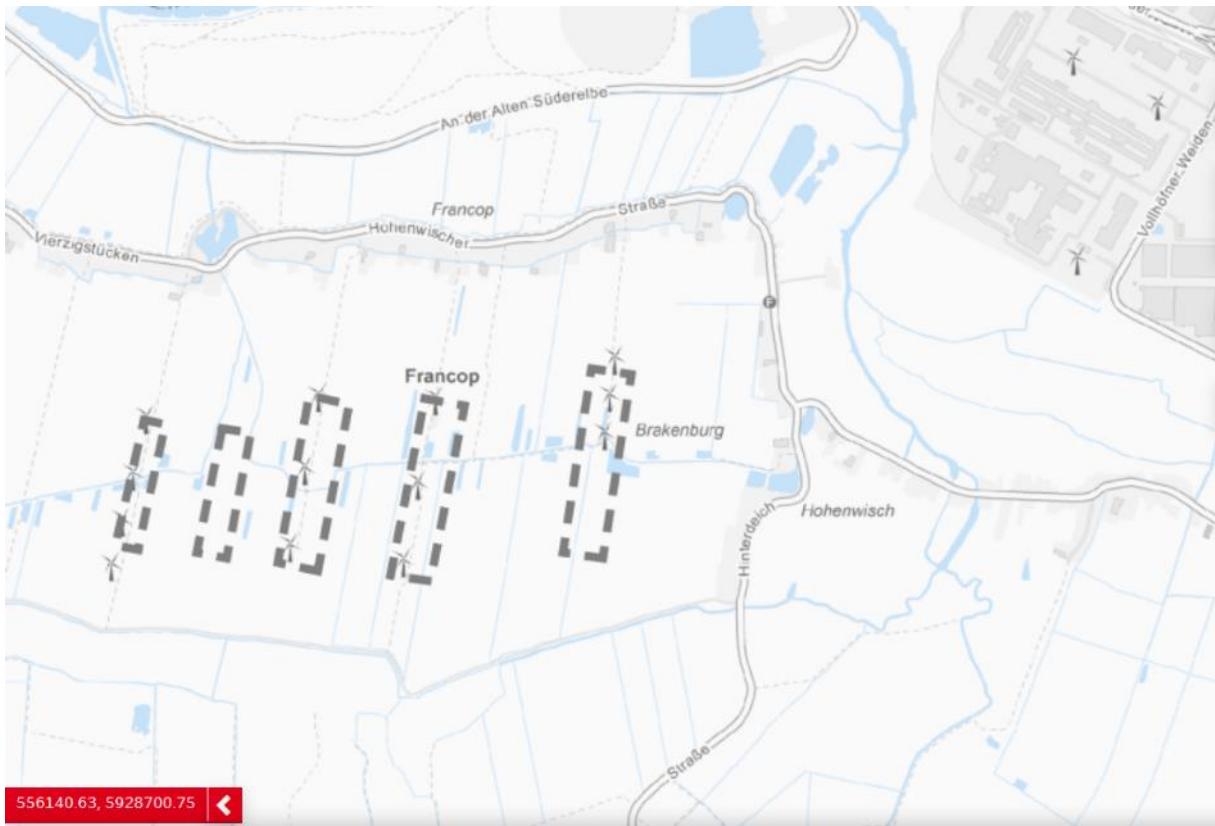 An der Alten Süderelbe
Vollhöfner Weiden
Francop
Straße
Hohenwischer
Vierzigstücken
F
Francop
Brakenburg
Hohenwisch
Hinterdeich
Straße
556140.63, 5928700.75